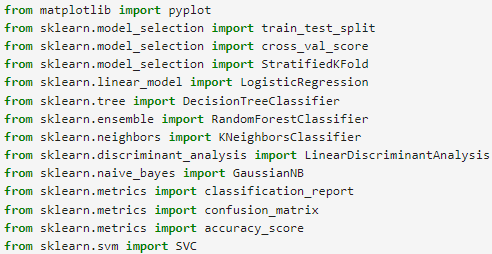 from matplotlib import pyplot
from sklearn.model_selection import train_test_split
from sklearn.model_selection import cross_val_score
from sklearn.model_selection import StratifiedKFold
from sklearn.linear_model import LogisticRegression
from sklearn.tree import DecisionTreeClassifier
from sklearn.ensemble import RandomForestClassifier
from sklearn.neighbors import KNeighborsClassifier
from sklearn.discriminant_analysis import LinearDiscriminantAnalysis
from sklearn.naive_bayes import GaussianNB
from sklearn.metrics import classification_report
from sklearn.metrics import confusion_matrix
from sklearn.metrics import accuracy_score
from sklearn.svm import SVC